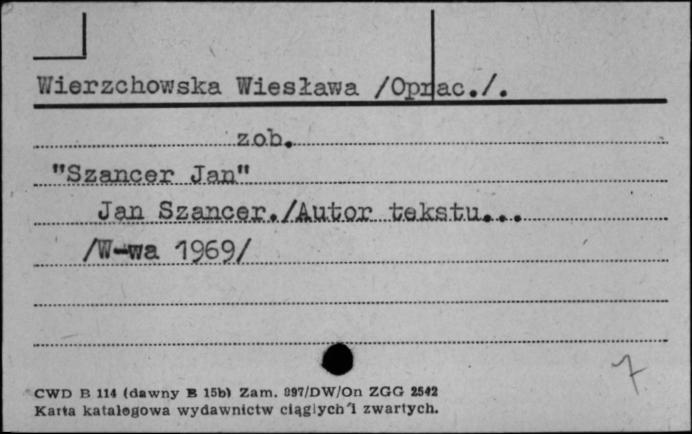 Wierzchowska Wiesława /Oprac./.
zob.
"Szancer Jan"
Jan Szancer./Autor tekstu...
/W-wa 1969/
7
CWD B 114 (dawny B 15b) Zam. 897/DW/On ZGG 2542
Karta katalogowa wydawnictw ciągłych i zwartych.